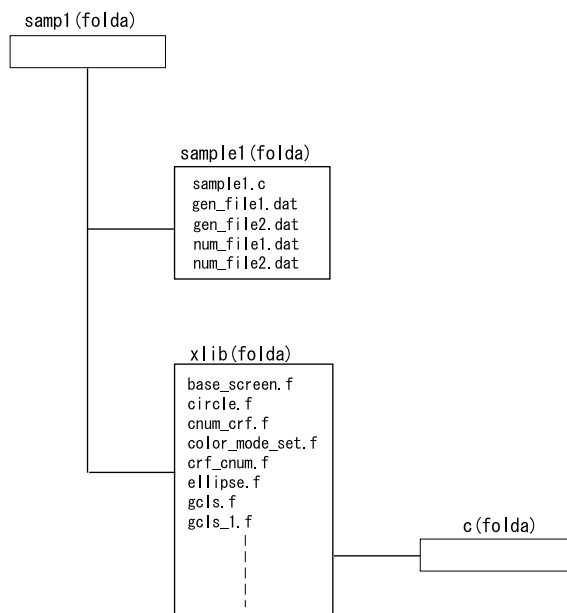 samp1(folda)
sample1(folda)
sample1.c
gen_file1.dat
gen_file2.dat
num_file1.dat
num_file2.dat
xlib(folda)
base_screen.f
circle.f
cnum_crf.f
color_mode_set.f
crf_cnum.f
ellipse.f
gcls.f
gcls_1.f
c(folda)